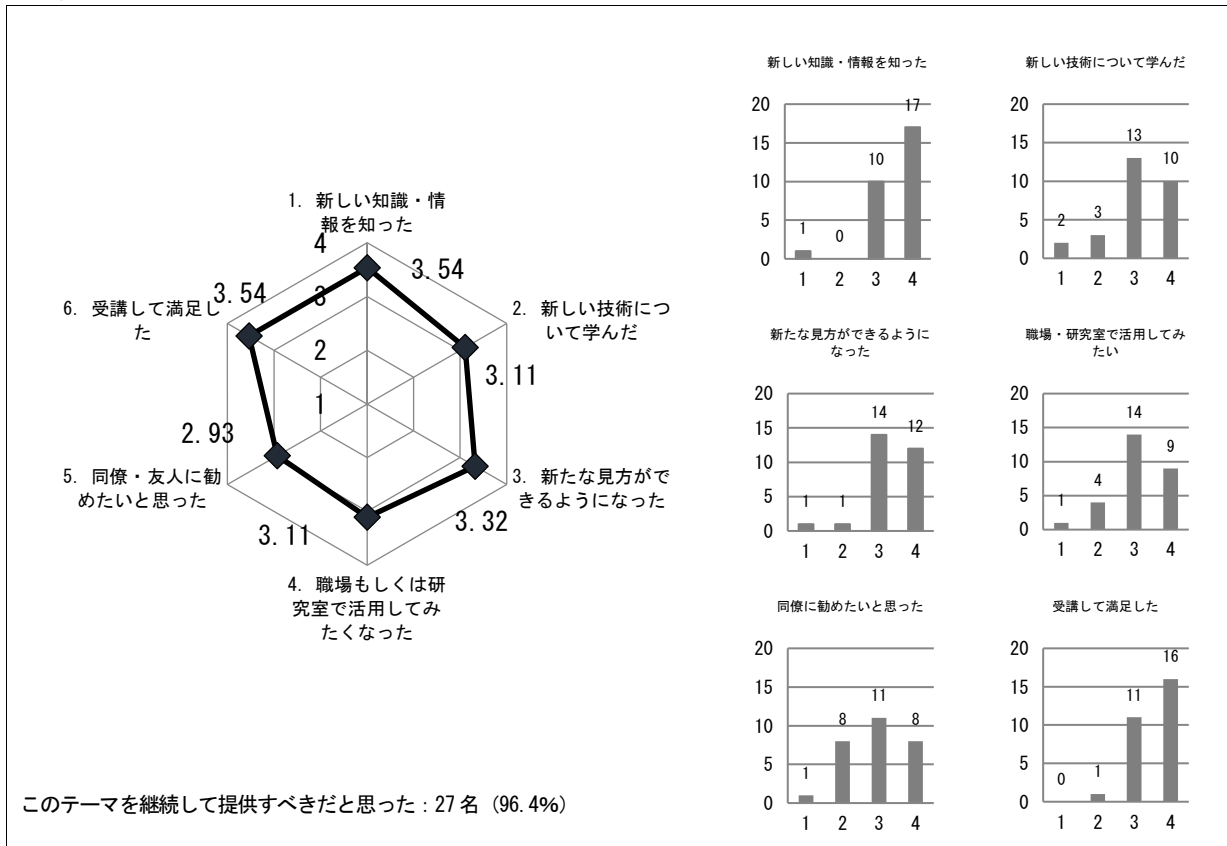 1. 新しい知識・情
報を知った
4
3.54
3.54
3
6. 受講して満足し
た
2. 新しい技術につ
いて学んだ
2
3.11
1
2.93
5. 同僚・友人に勧
めたいと思った
3. 新たな見方がで
きるようになった
3.32
3.11
4. 職場もしくは研
究室で活用してみ
たくなった
このテーマを継続して提供すべきだと思った：27 名（96.4%）
新しい知識・情報を知った
20
15
10
5
0
1
0
10
17
1 2 3 4
新しい技術について学んだ
20
15
10
5
0
2
3
13
10
1 2 3 4
新たな見方ができるように
なった
20
15
10
5
0
1
1
14
12
1 2 3 4
職場・研究室で活用してみ
たい
20
15
10
5
0
1
4
14
9
1 2 3 4
同僚に勧めたいと思った
20
15
10
5
0
1
8
11
8
1 2 3 4
受講して満足した
20
15
10
5
0
0
1
11
16
1 2 3 4